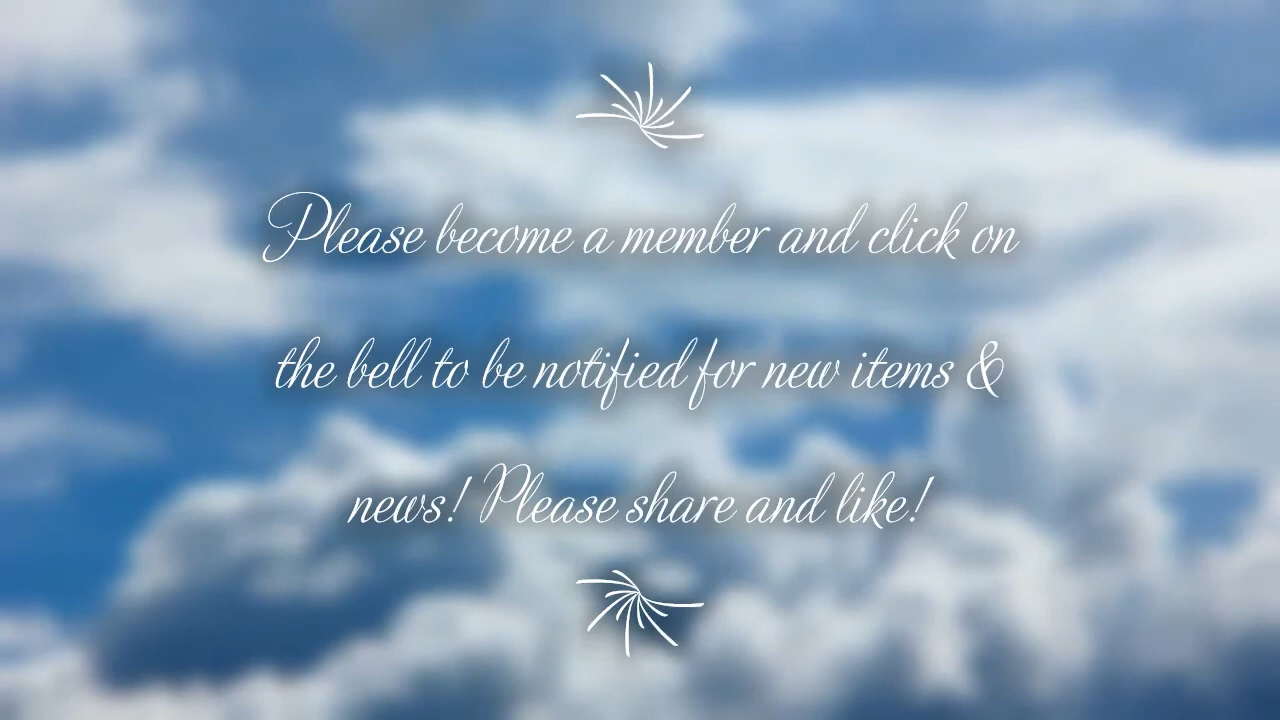 Please become a member and click on
the bell to be notified for new items &
news! Please share and like!